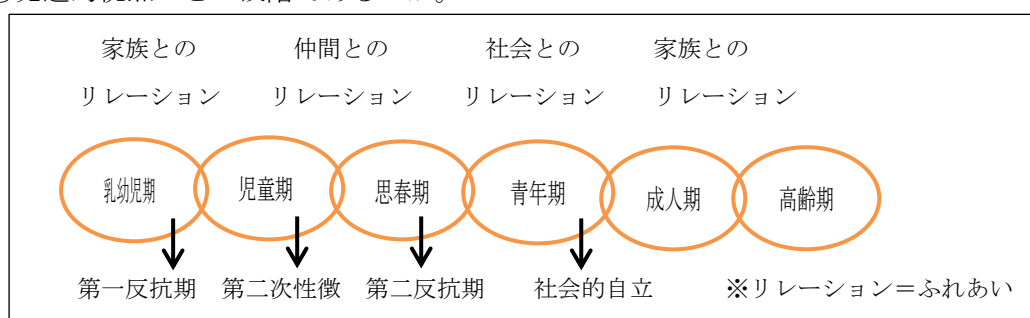 家族との 仲間との 社会との 家族との
リレーション リレーション リレーション リレーション
乳幼児期 児童期 思春期 青年期 成人期 高齢期
第一反抗期 第二次性徴 第二反抗期 社会的自立 ※リレーション＝ふれあい